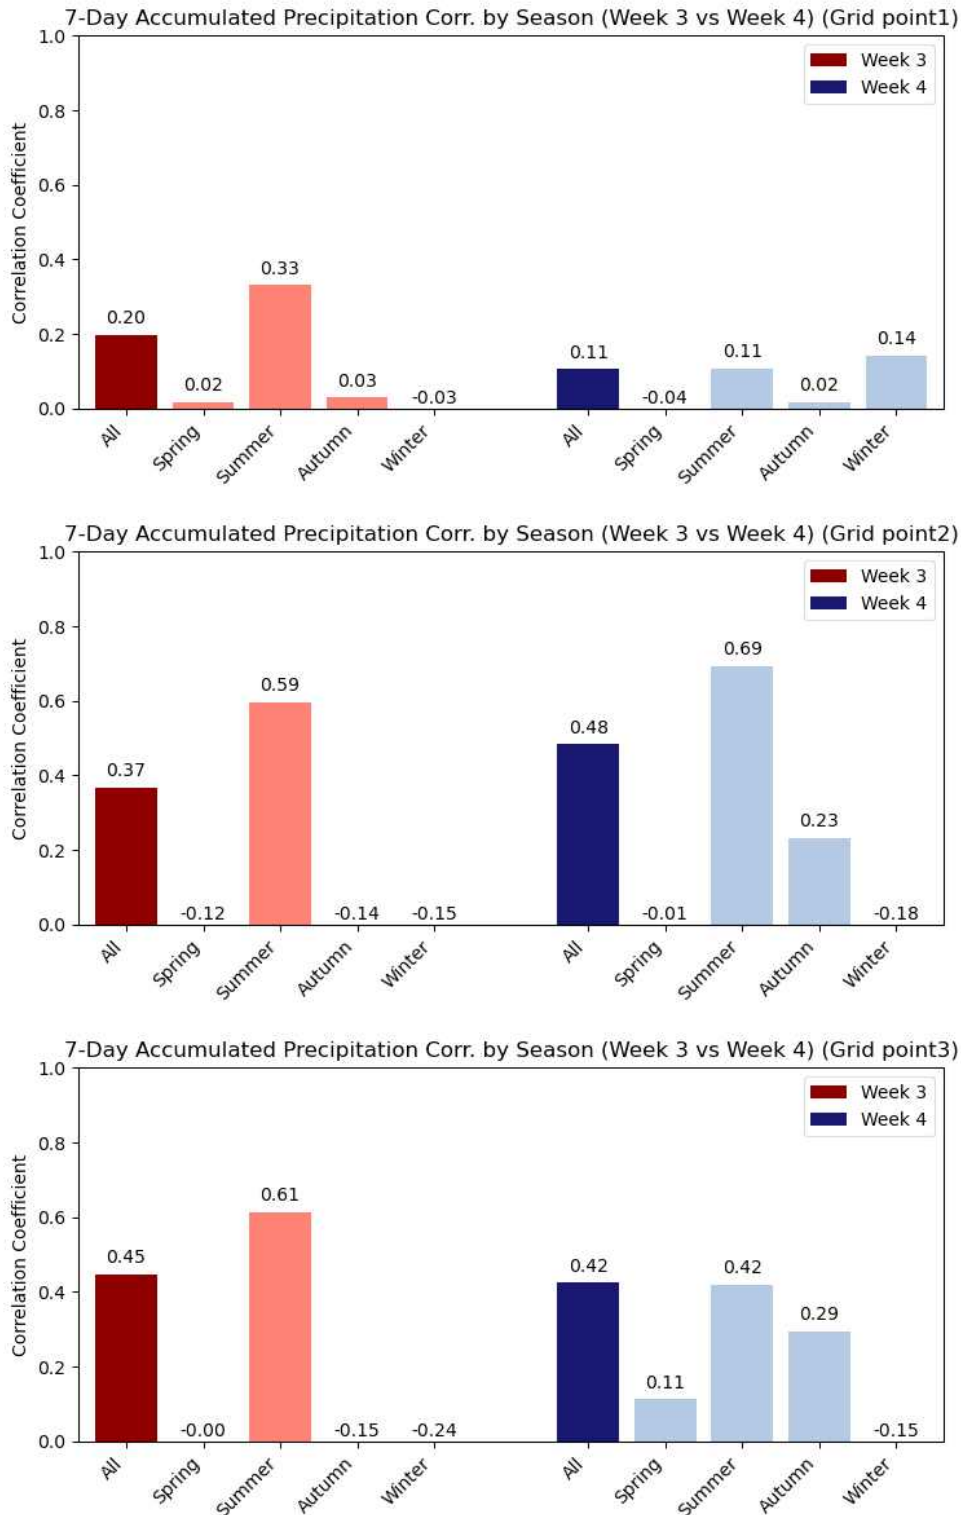 7-Day Accumulated Precipitation Corr. by Season (Week 3 vs Week 4) (Grid point1)
Correlation Coefficient
1.0
0.8
0.6
0.4
0.2
0.0
Week 3
Week 4
0.20
0.02
0.33
0.03
-0.03
0.11
-0.04
0.11
0.02
0.14
All
Spring
Summer
Autumn
Winter
All
Spring
Summer
Autumn
Winter
7-Day Accumulated Precipitation Corr. by Season (Week 3 vs Week 4) (Grid point2)
Correlation Coefficient
1.0
0.8
0.6
0.4
0.2
0.0
Week 3
Week 4
0.37
-0.12
0.59
-0.14
-0.15
0.48
-0.01
0.69
0.23
-0.18
All
Spring
Summer
Autumn
Winter
All
Spring
Summer
Autumn
Winter
7-Day Accumulated Precipitation Corr. by Season (Week 3 vs Week 4) (Grid point3)
Correlation Coefficient
1.0
0.8
0.6
0.4
0.2
0.0
Week 3
Week 4
0.45
-0.00
0.61
-0.15
-0.24
0.42
0.11
0.42
0.29
-0.15
All
Spring
Summer
Autumn
Winter
All
Spring
Summer
Autumn
Winter